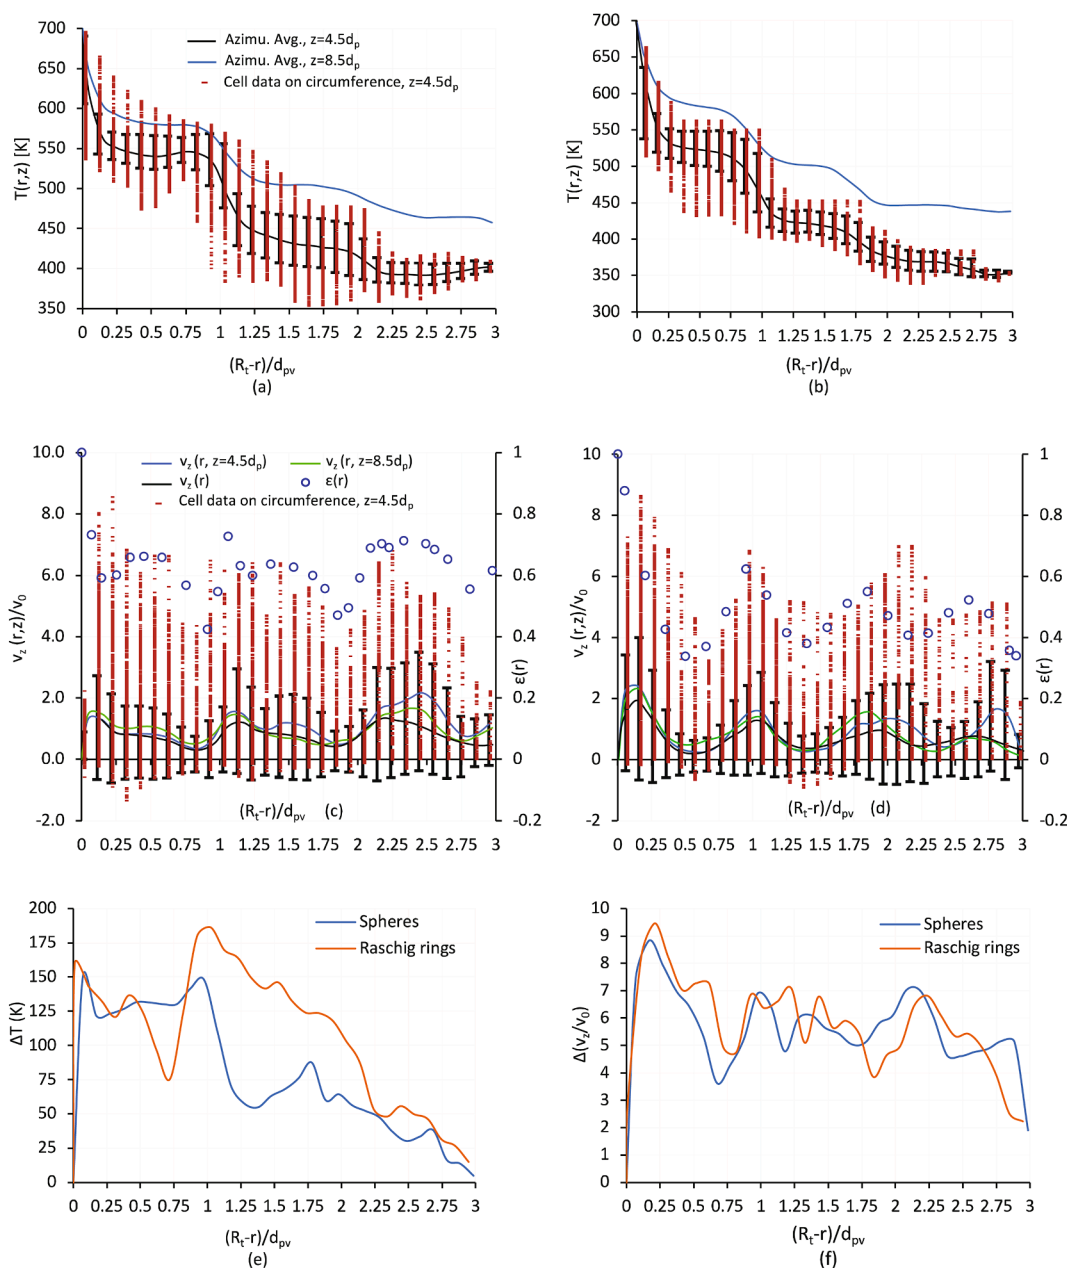 700
650
600
550
500
450
400
350
T(r,z) [K]
Azimu. Avg., z=4.5dp
Azimu. Avg., z=8.5dp
Cell data on circumference, z=4.5dp
0 0.25 0.5 0.75 1 1.25 1.5 1.75 2 2.25 2.5 2.75 3
(Rt-r)/dpv
(a)
700
650
600
550
500
450
400
350
300
T(r,z) [K]
0 0.25 0.5 0.75 1 1.25 1.5 1.75 2 2.25 2.5 2.75 3
(Rt-r)/dpv
(b)
10.0
8.0
6.0
4.0
2.0
0.0
-2.0
vz (r,z)/v0
vz (r, z=4.5dp)
vz (r, z=8.5dp)
vz (r)
ε(r)
Cell data on circumference, z=4.5dp
1
0.8
0.6
0.4
0.2
0
-0.2
ε(r)
(Rt-r)/dpv (c)
0 0.25 0.5 0.75 1 1.25 1.5 1.75 2 2.25 2.5 2.75 3
10
8
6
4
2
0
-2
vz (r,z)/v0
1
0.8
0.6
0.4
0.2
0
-0.2
ε(r)
(Rt-r)/dpv (d)
0 0.25 0.5 0.75 1 1.25 1.5 1.75 2 2.25 2.5 2.75 3
200
175
150
125
100
75
50
25
0
ΔT (K)
Spheres
Raschig rings
0 0.25 0.5 0.75 1 1.25 1.5 1.75 2 2.25 2.5 2.75 3
(Rt-r)/dpv
(e)
10
9
8
7
6
5
4
3
2
1
0
Δ(vz/v0)
Spheres
Raschig rings
0 0.25 0.5 0.75 1 1.25 1.5 1.75 2 2.25 2.5 2.75 3
(Rt-r)/dpv
(f)